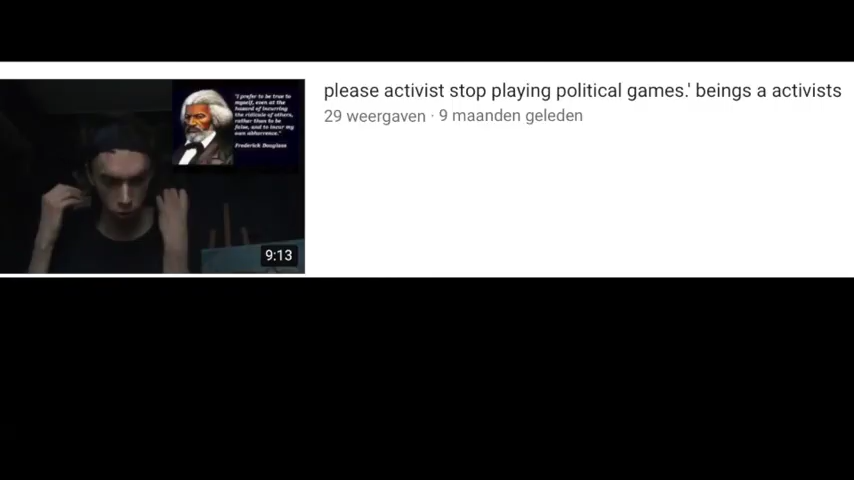 please activist stop playing political games.' beings a activists
29 weergaven · 9 maanden geleden
"I prefer to be true to
myself, even at the
hazard of incurring
the ridicule of others,
rather than to be
false, and to incur my
own abhorrence."
Frederick Douglass
9:13